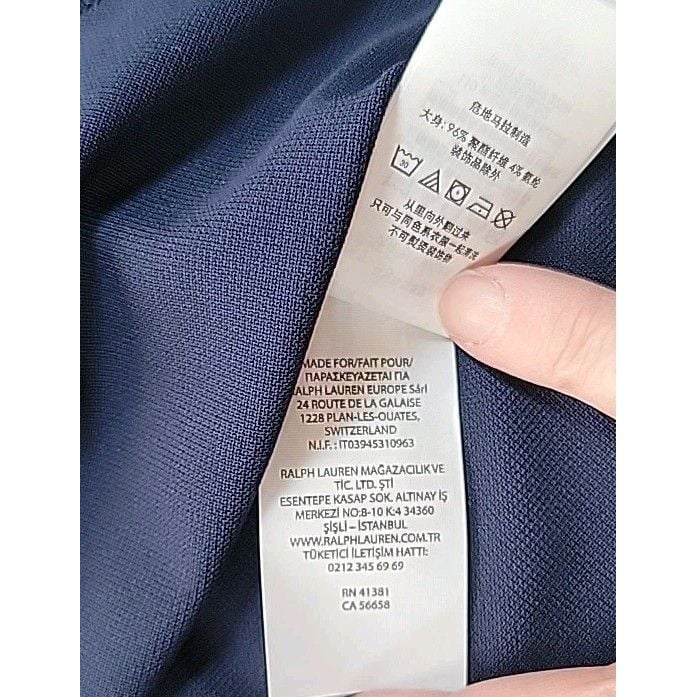 危地马拉制造
大身: 96% 聚酯纤维 4% 氨纶
装饰品除外
30
从里向外翻过来
只可与同色系衣服一起清洗
不可熨烫装饰物
MADE FOR/FAIT POUR/
ΠΑΡΑΣΚΕΥΑΖΕΤΑΙ ΓΙΑ
RALPH LAUREN EUROPE Sàrl
24 ROUTE DE LA GALAISE
1228 PLAN-LES-OUATES,
SWITZERLAND
N.I.F. : IT03945310963
RALPH LAUREN MAĞAZACILIK VE
TİC. LTD. ŞTİ
ESENTEPE KASAP SOK. ALTINAY İŞ
MERKEZİ NO:8-10 K:4 34360
ŞİŞLİ – İSTANBUL
WWW.RALPHLAUREN.COM.TR
TÜKETİCİ İLETİŞİM HATTI:
0212 345 69 69
RN 41381
CA 56658